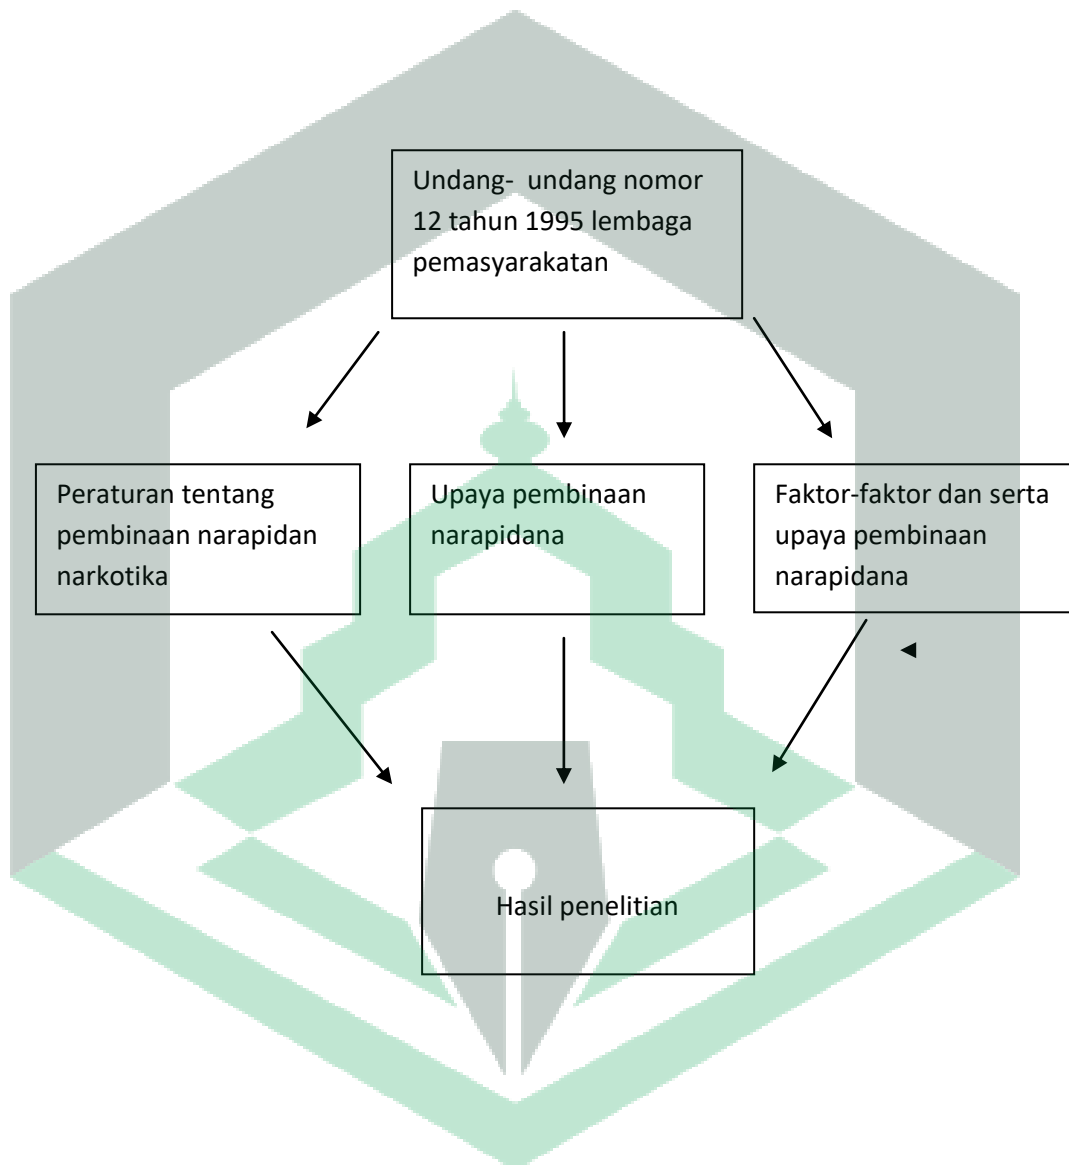 Undang- undang nomor
12 tahun 1995 lembaga
pemasyarakatan
Peraturan tentang
pembinaan narapidan
narkotika
Upaya pembinaan
narapidana
Faktor-faktor dan serta
upaya pembinaan
narapidana
Hasil penelitian